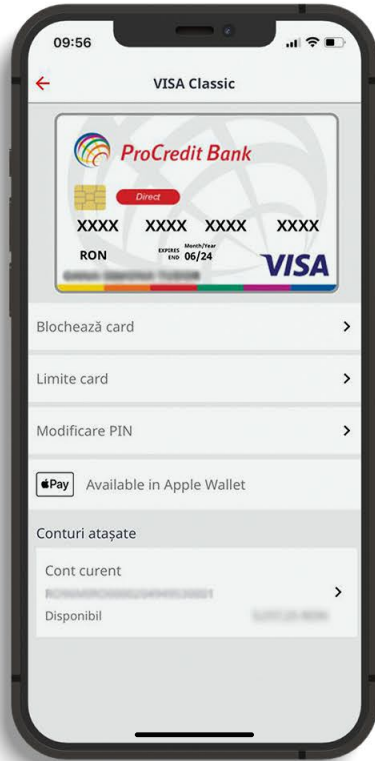 09:56
VISA Classic
ProCredit Bank
Direct
XXXX XXXX XXXX XXXX
RON EXPIRES END Month/Year 06/24
VISA
Blochează card
Limite card
Modificare PIN
Pay Available in Apple Wallet
Conturi atașate
Cont curent
Disponibil